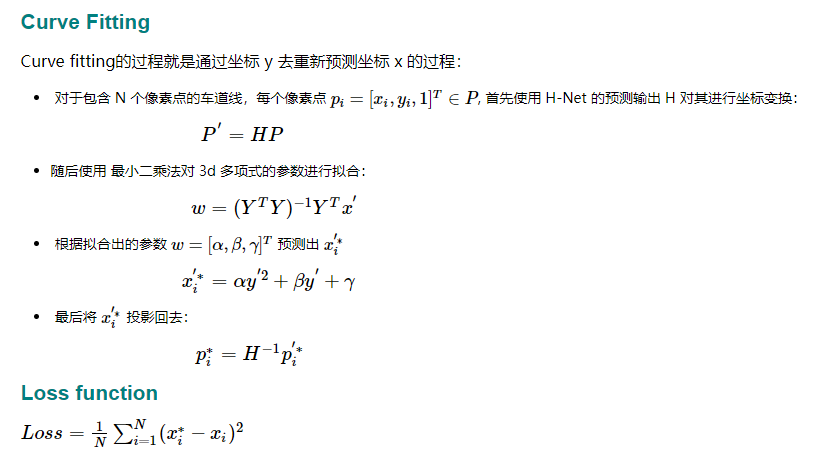 Curve Fitting
Curve fitting的过程就是通过坐标 y 去重新预测坐标 x 的过程：
• 对于包含 N 个像素点的车道线，每个像素点 $p_i = [x_i, y_i, 1]^T \in P$, 首先使用 H-Net 的预测输出 H 对其进行坐标变换：
$P^{'} = HP$
• 随后使用 最小二乘法对 3d 多项式的参数进行拟合：
$w = (Y^T Y)^{-1} Y^T x^{'}$
• 根据拟合出的参数 $w = [\alpha, \beta, \gamma]^T$ 预测出 $x_i^{'*}$
$x_i^{'*} = \alpha y^{'2} + \beta y^{'} + \gamma$
• 最后将 $x_i^{'*}$ 投影回去：
$p_i^* = H^{-1} p_i^{'*}$
Loss function
$Loss = \frac{1}{N} \sum_{i=1}^{N} (x_i^* - x_i)^2$